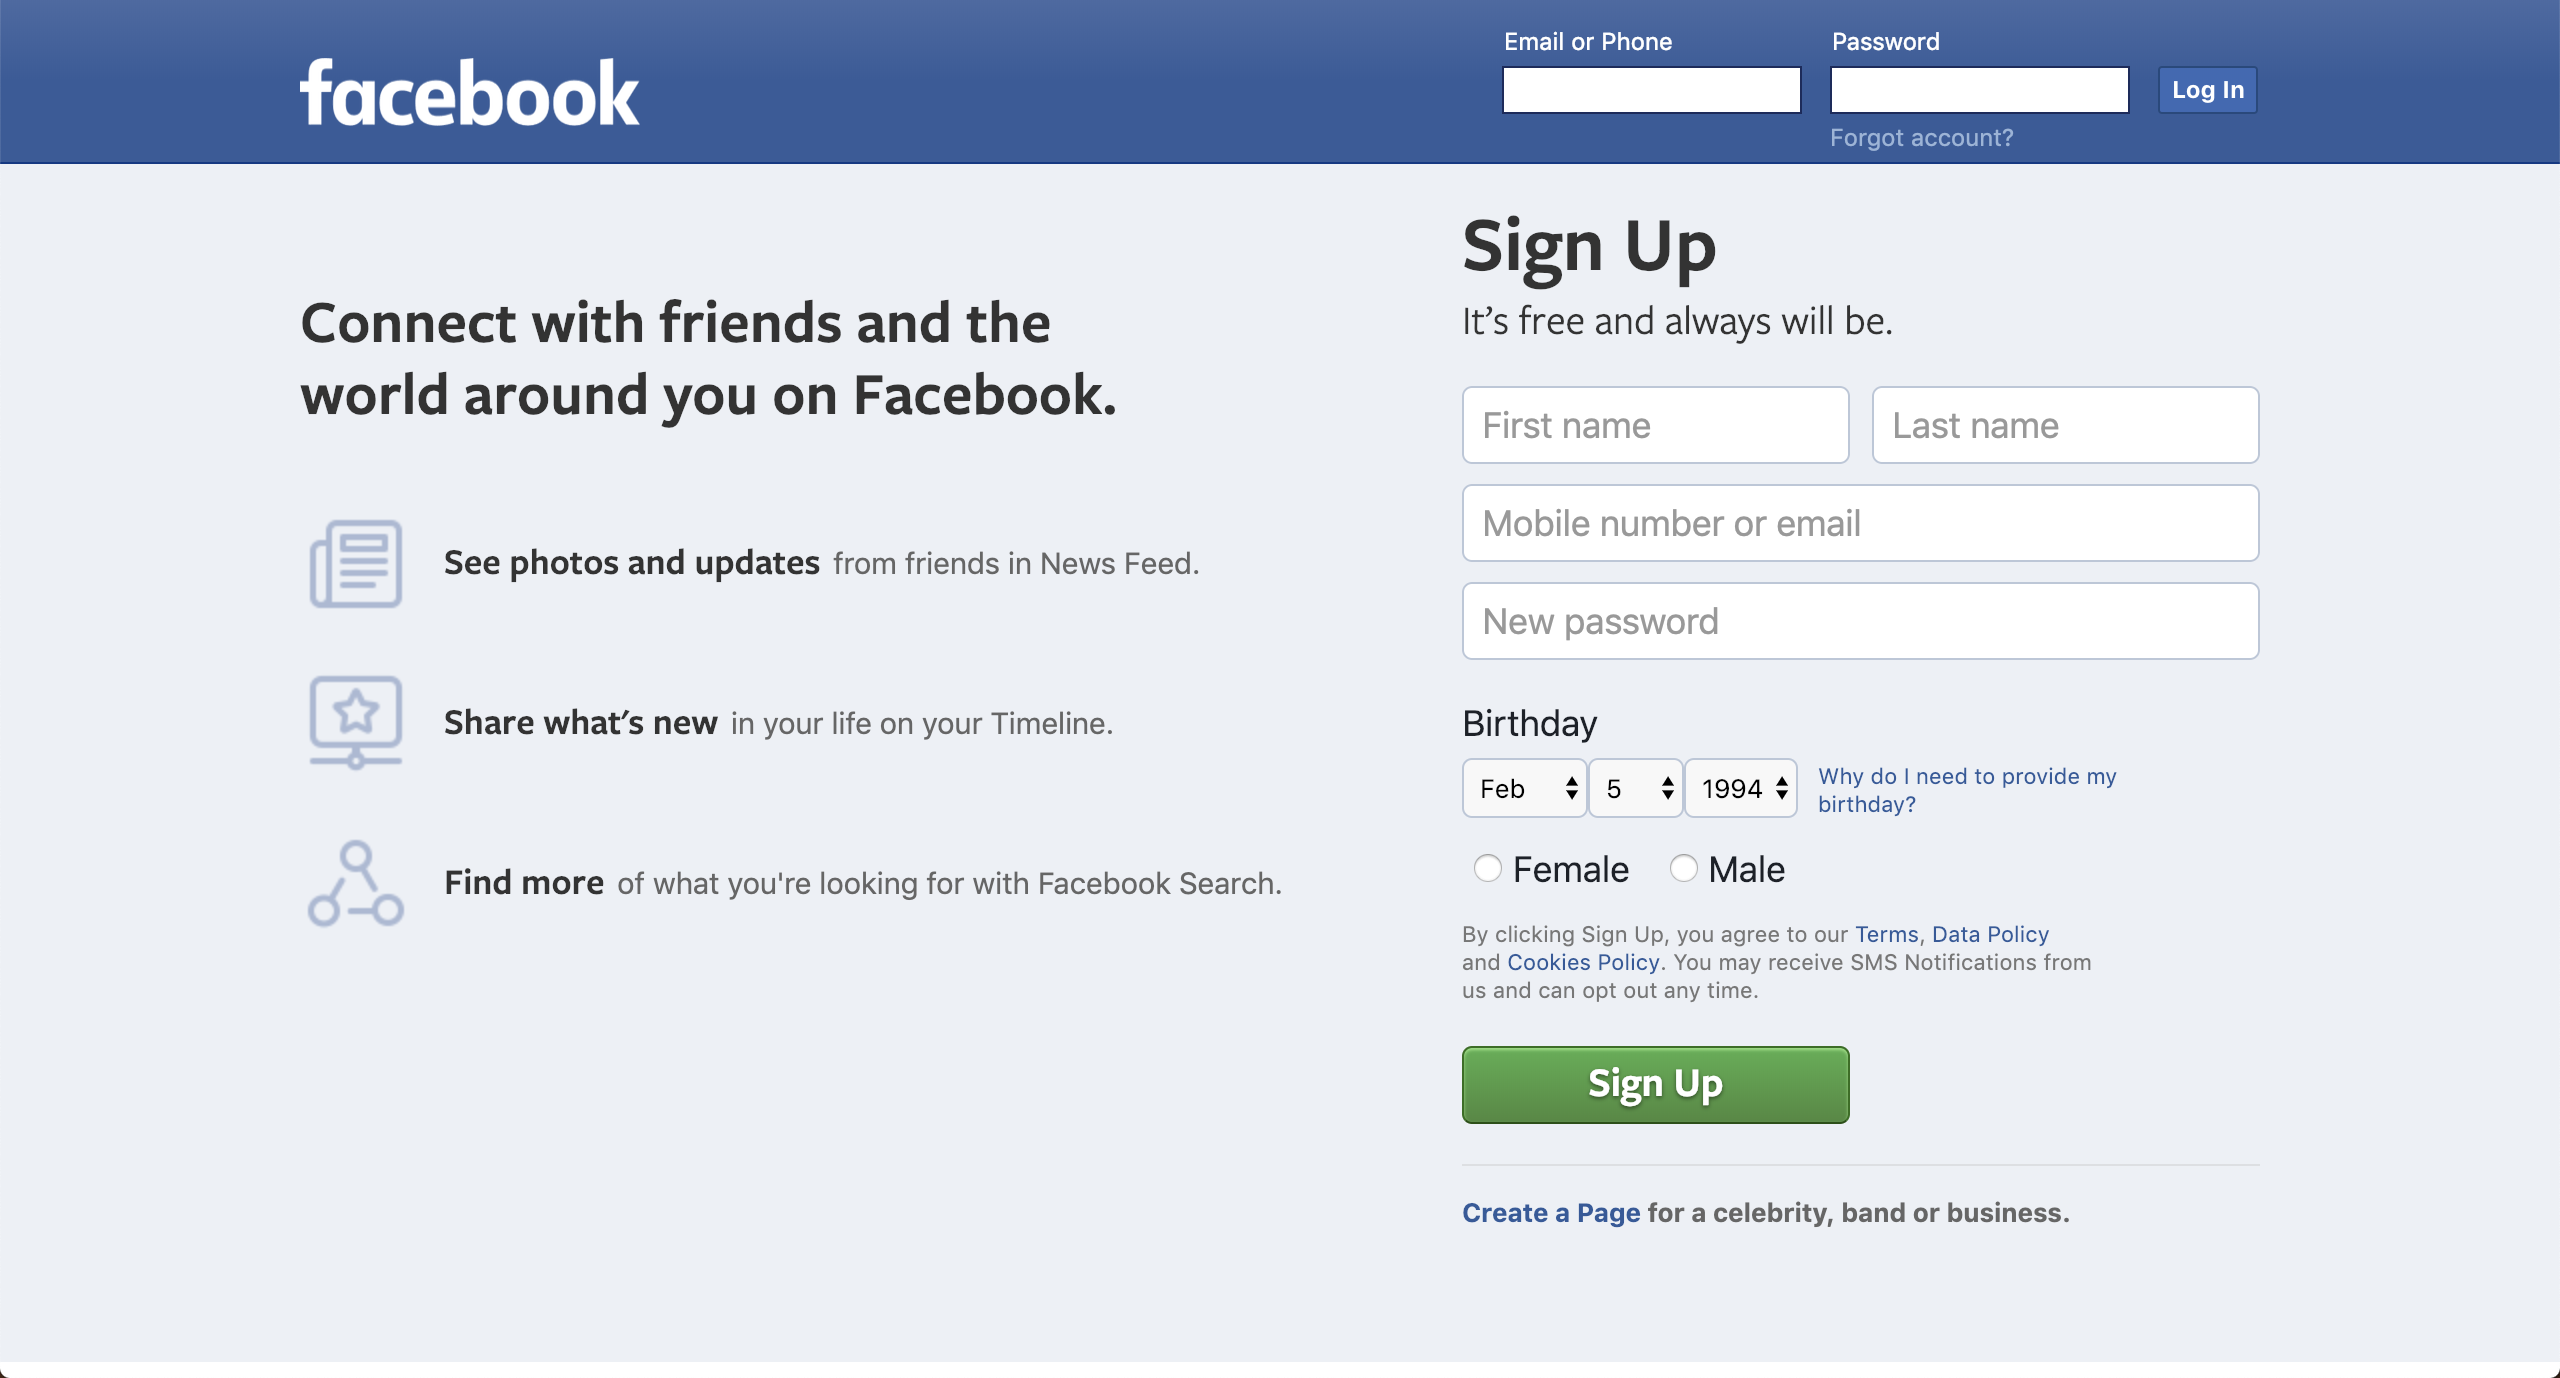 facebook
Email or Phone
Password
Log In
Forgot account?
Connect with friends and the
world around you on Facebook.
See photos and updates from friends in News Feed.
Share what's new in your life on your Timeline.
Find more of what you're looking for with Facebook Search.
Sign Up
It’s free and always will be.
First name
Last name
Mobile number or email
New password
Birthday
Feb 5 1994
Why do I need to provide my
birthday?
Female Male
By clicking Sign Up, you agree to our Terms, Data Policy
and Cookies Policy. You may receive SMS Notifications from
us and can opt out any time.
Sign Up
Create a Page for a celebrity, band or business.